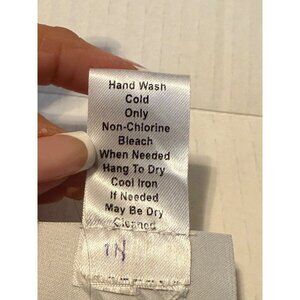 Hand Wash
Cold
Only
Non-Chlorine
Bleach
When Needed
Hang To Dry
Cool Iron
If Needed
May Be Dry
Cleaned